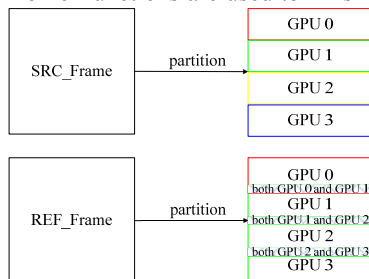 GPU 0
GPU 1
SRC_Frame
partition
GPU 2
GPU 3
GPU 0
both GPU 0 and GPU 1
GPU 1
REF_Frame
partition
both GPU 1 and GPU 2
GPU 2
both GPU 2 and GPU 3
GPU 3